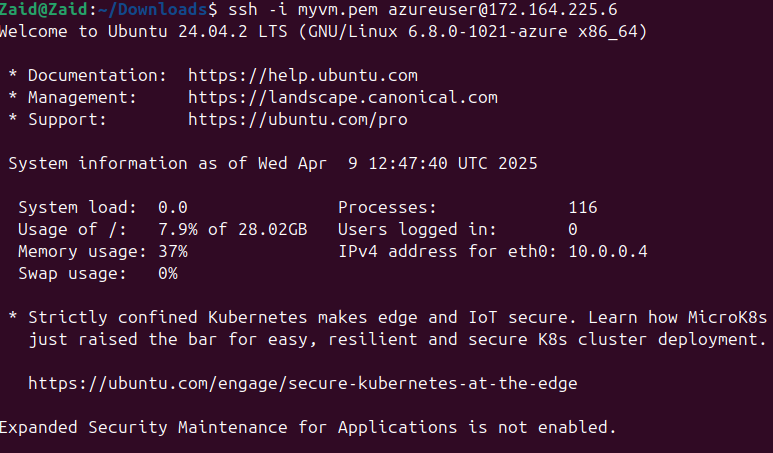 Zaid@Zaid:~/Downloads$ ssh -i myvm.pem azureuser@172.164.225.6
Welcome to Ubuntu 24.04.2 LTS (GNU/Linux 6.8.0-1021-azure x86_64)

 * Documentation:  https://help.ubuntu.com
 * Management:     https://landscape.canonical.com
 * Support:        https://ubuntu.com/pro

 System information as of Wed Apr  9 12:47:40 UTC 2025

  System load:  0.0               Processes:             116
  Usage of /:   7.9% of 28.02GB   Users logged in:       0
  Memory usage: 37%               IPv4 address for eth0: 10.0.0.4
  Swap usage:   0%

 * Strictly confined Kubernetes makes edge and IoT secure. Learn how MicroK8s
   just raised the bar for easy, resilient and secure K8s cluster deployment.

   https://ubuntu.com/engage/secure-kubernetes-at-the-edge

Expanded Security Maintenance for Applications is not enabled.